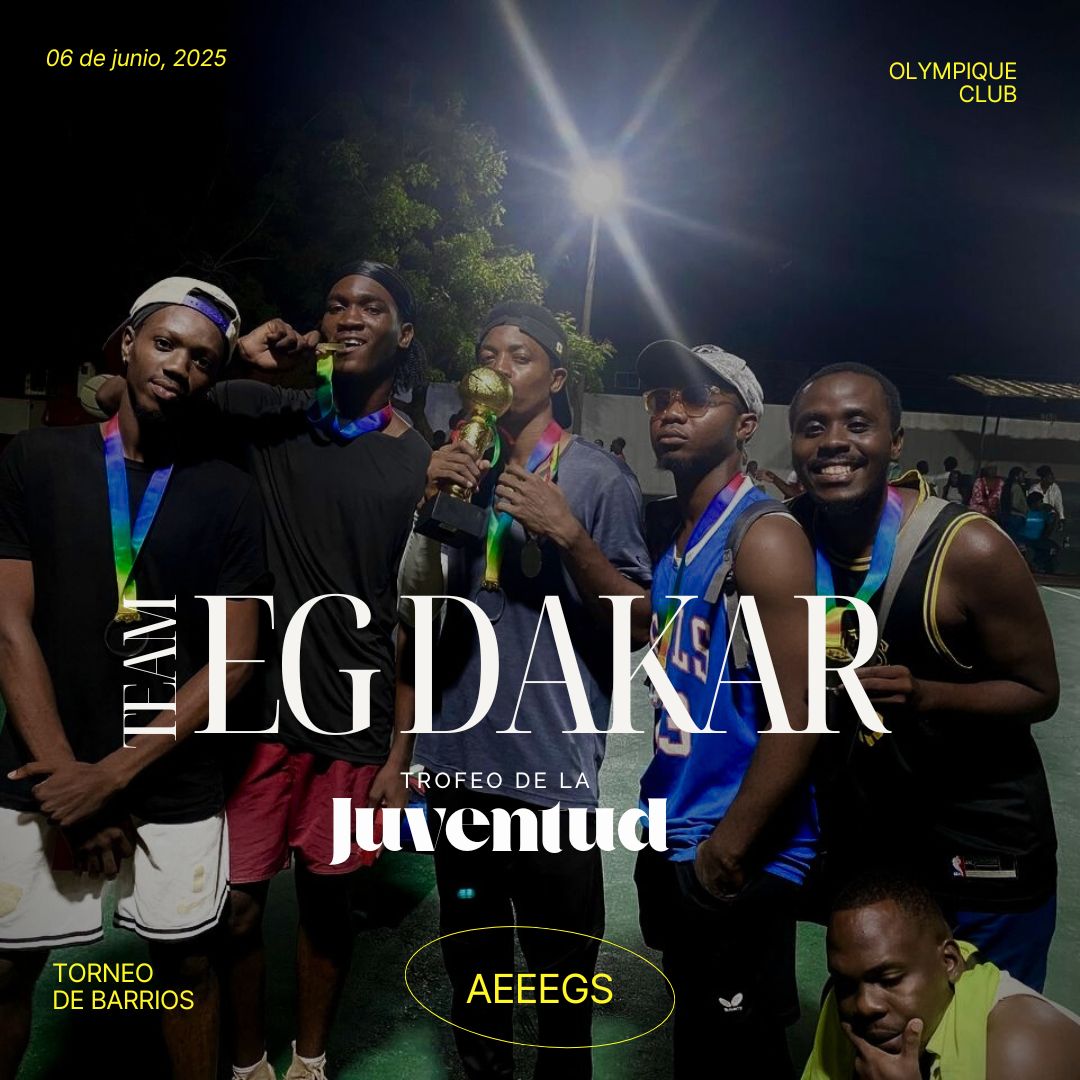 06 de junio, 2025
OLYMPIQUE
CLUB
TEAM
EG DAKAR
TROFEO DE LA
Juventud
TORNEO
DE BARRIOS
AEEEGS